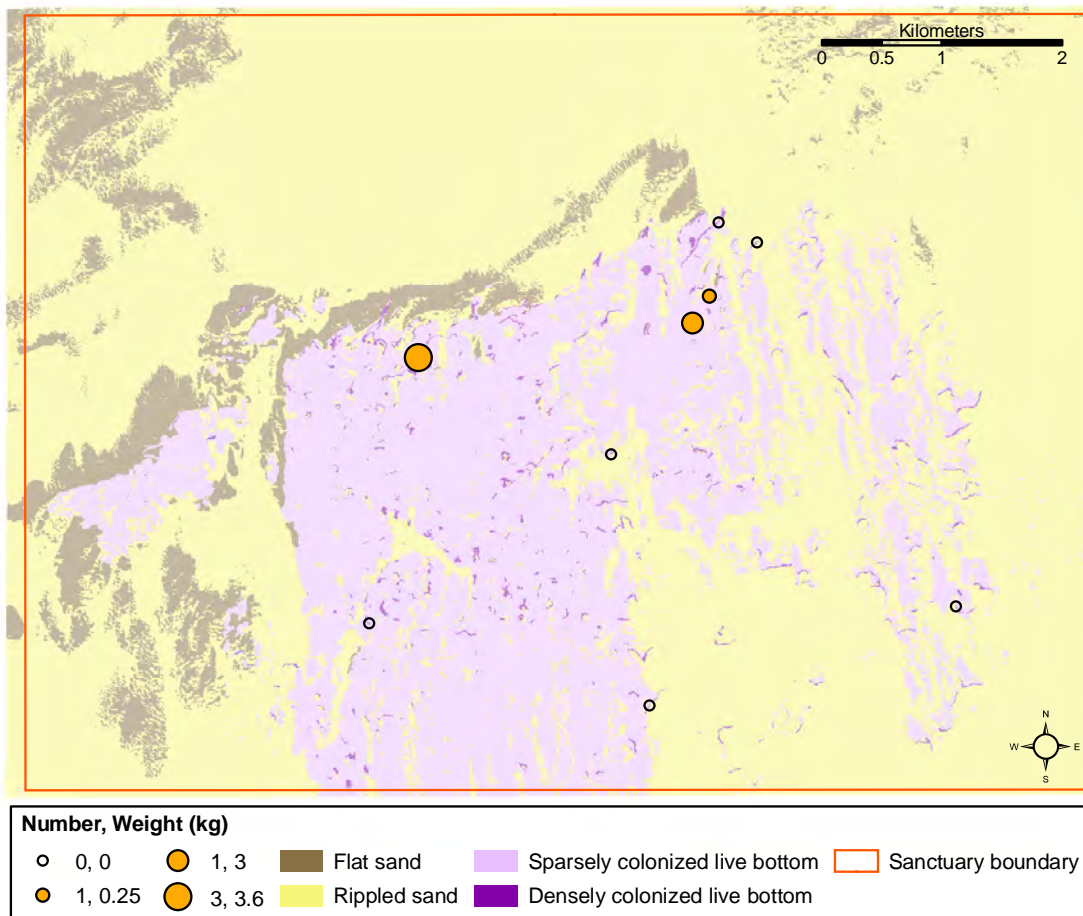 Kilometers
0 0.5 1 2
N
W E
S
Number, Weight (kg)
0, 0 1, 3 Flat sand Sparsely colonized live bottom Sanctuary boundary
1, 0.25 3, 3.6 Rippled sand Densely colonized live bottom